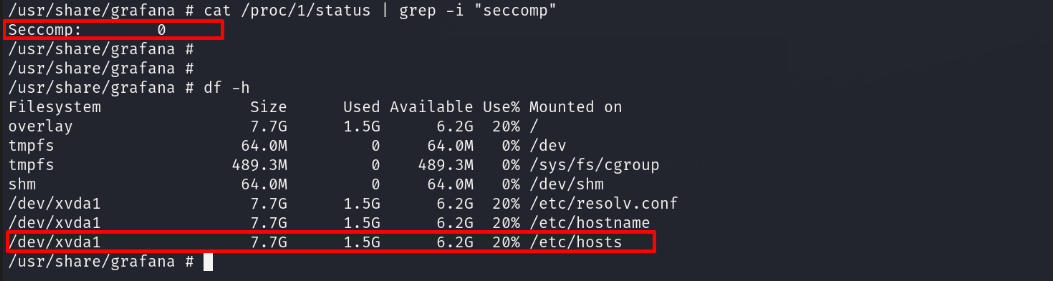 /usr/share/grafana # cat /proc/1/status | grep -i "seccomp"
Seccomp:        0
/usr/share/grafana #
/usr/share/grafana #
/usr/share/grafana # df -h
Filesystem                Size      Used Available Use% Mounted on
overlay                   7.7G      1.5G      6.2G  20% /
tmpfs                    64.0M         0     64.0M   0% /dev
tmpfs                   489.3M         0    489.3M   0% /sys/fs/cgroup
shm                      64.0M         0     64.0M   0% /dev/shm
/dev/xvda1                7.7G      1.5G      6.2G  20% /etc/resolv.conf
/dev/xvda1                7.7G      1.5G      6.2G  20% /etc/hostname
/dev/xvda1                7.7G      1.5G      6.2G  20% /etc/hosts
/usr/share/grafana #